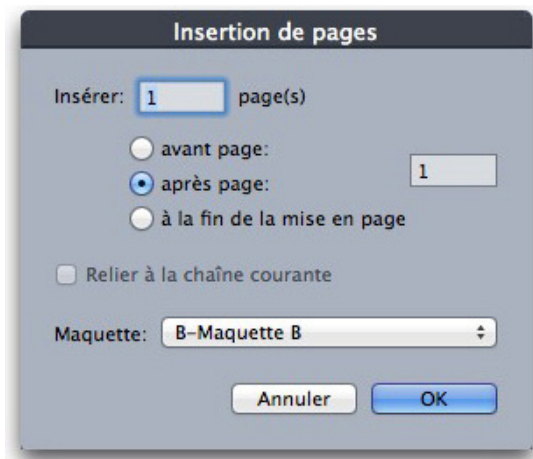 Insertion de pages
Insérer: 1 page(s)
avant page:
après page: 1
à la fin de la mise en page
Relier à la chaîne courante
Maquette: B-Maquette B
Annuler OK